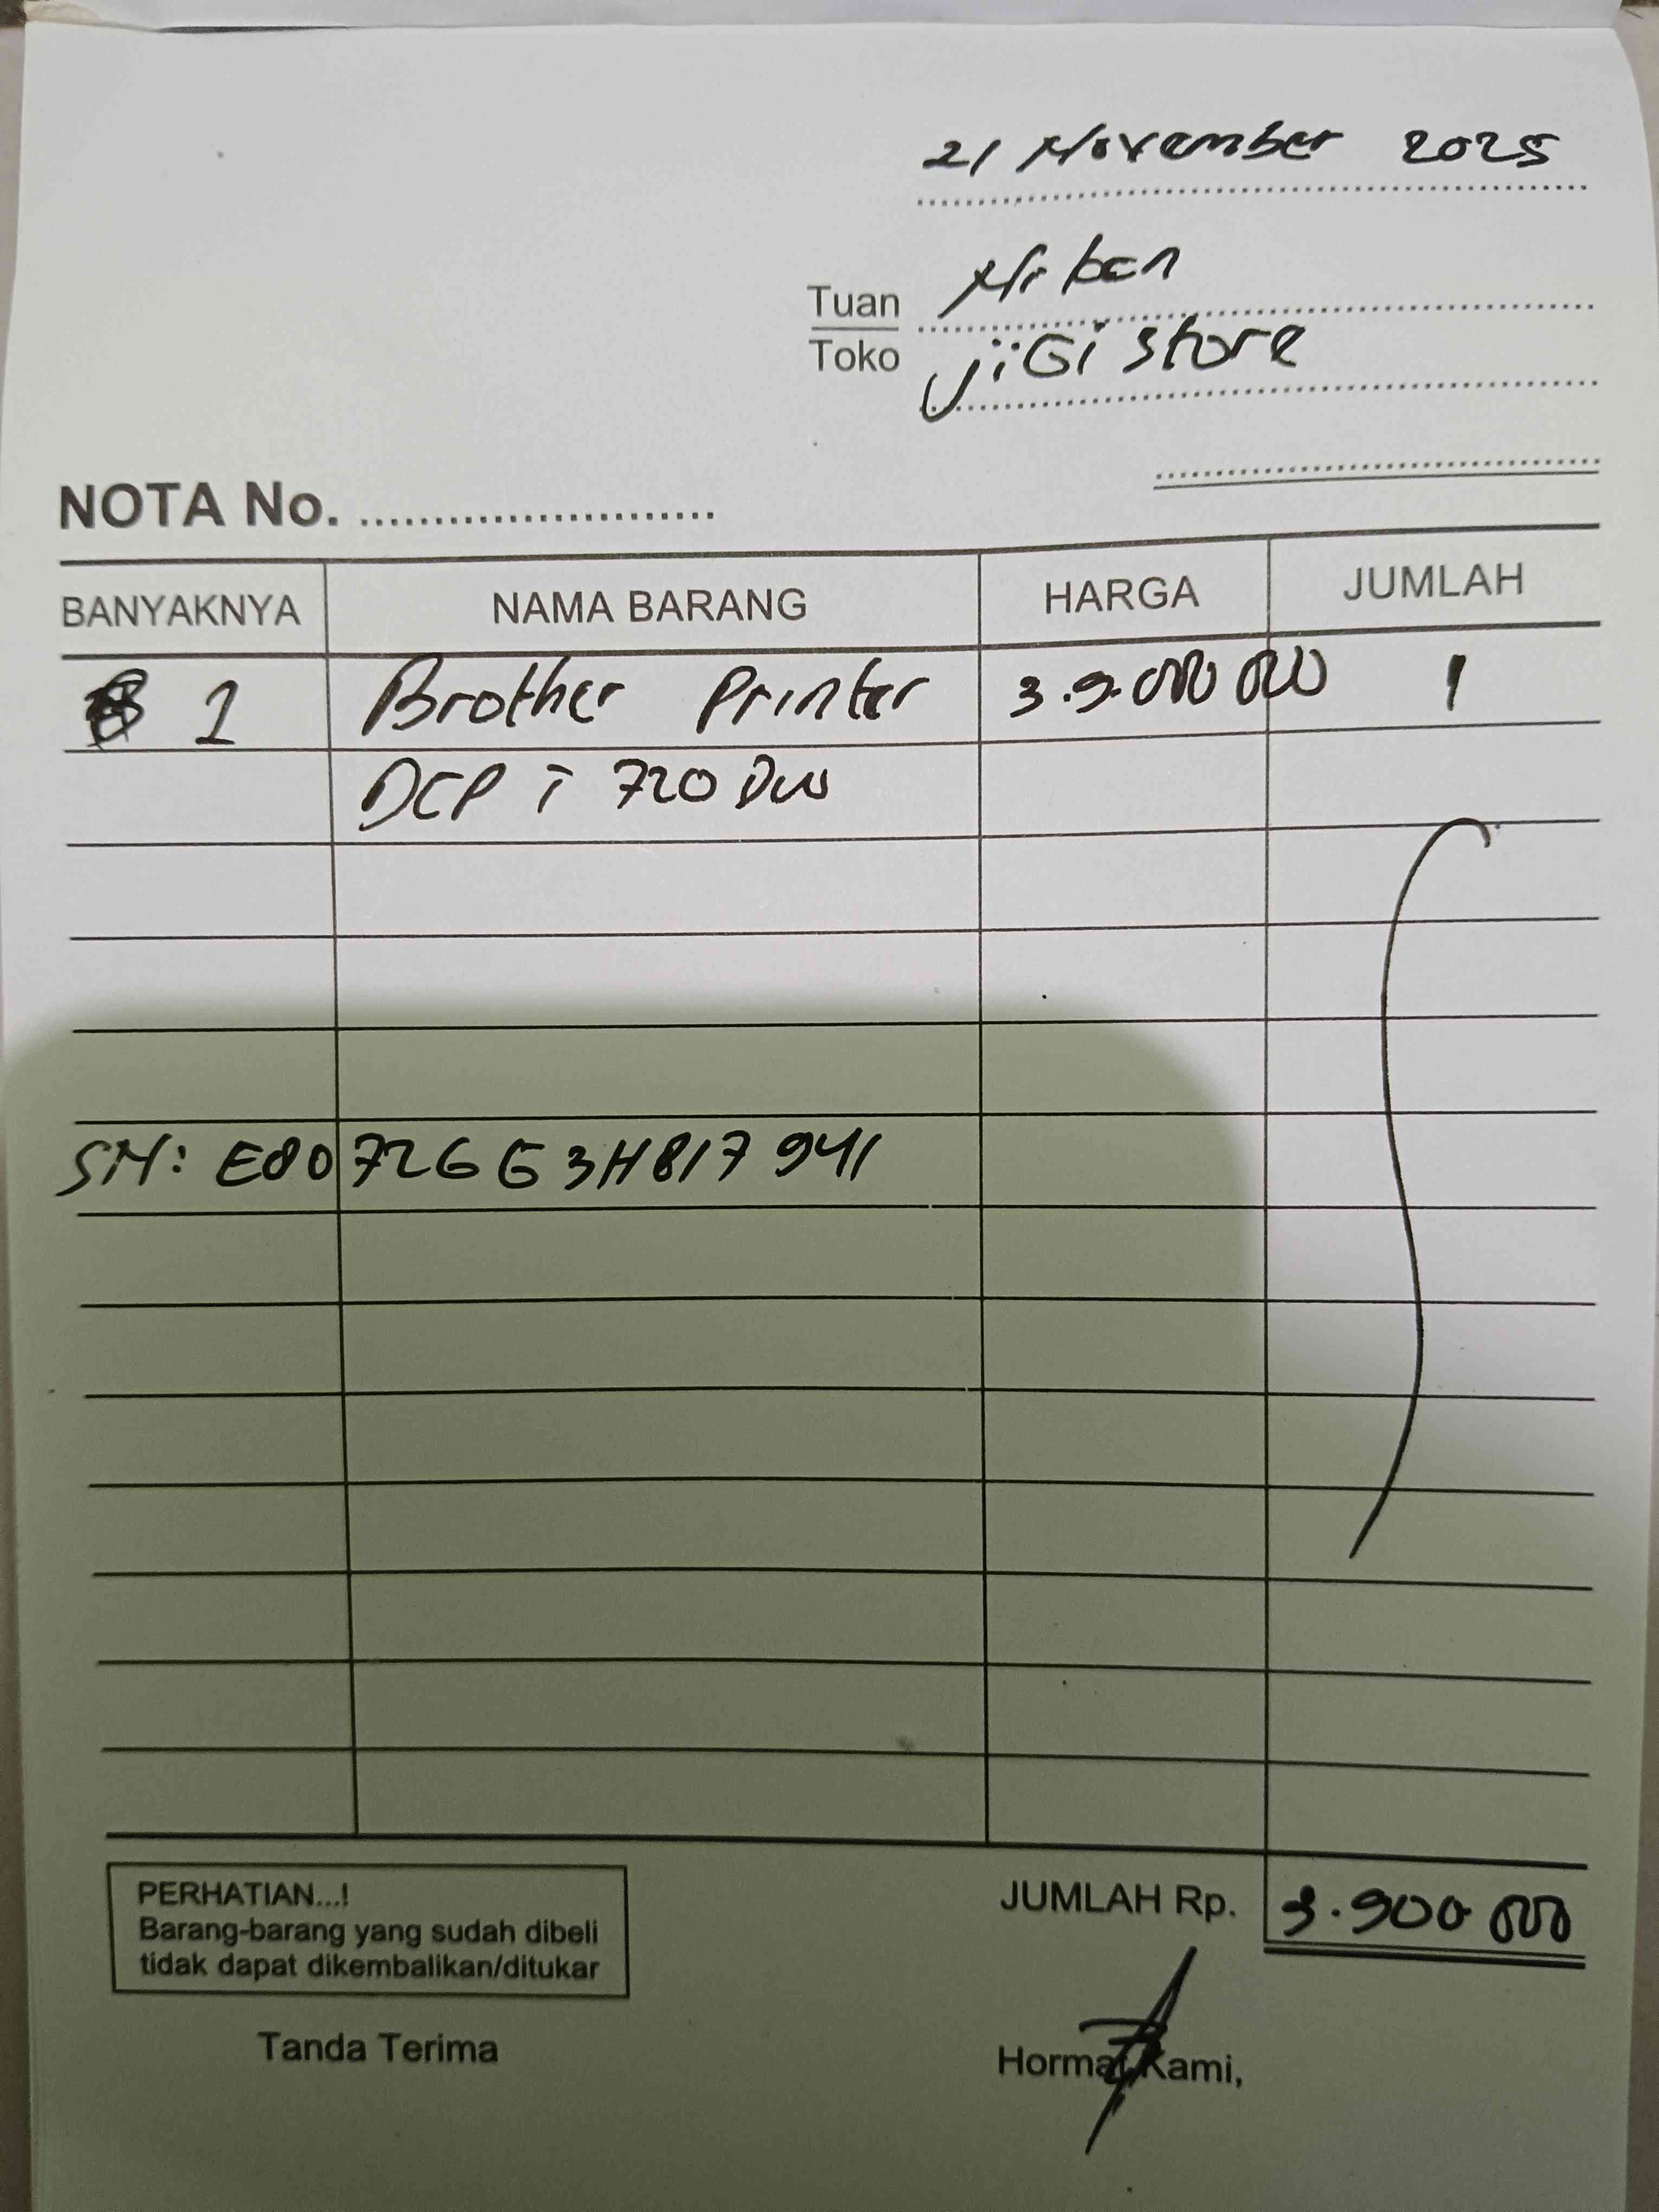 21 November 2025
Tuan Mr ben
Toko jiGi store
NOTA No. ........................
BANYAKNYA NAMA BARANG HARGA JUMLAH
1 Brother Printer 3.9.000 000 1
DCP T 720 DW
SN: E80726G3H817941
PERHATIAN...!
Barang-barang yang sudah dibeli
tidak dapat dikembalikan/ditukar
JUMLAH Rp. 3.900 000
Tanda Terima
Hormat Kami,